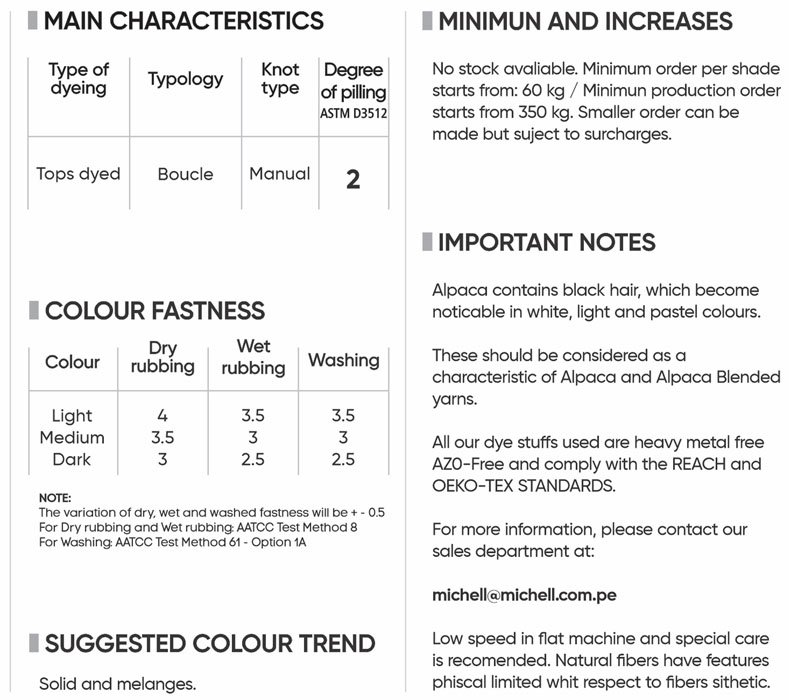 MAIN CHARACTERISTICS
Type of dyeing Typology Knot type Degree of pilling ASTM D3512
Tops dyed Boucle Manual 2
COLOUR FASTNESS
Colour Dry rubbing Wet rubbing Washing
Light 4 3.5 3.5
Medium 3.5 3 3
Dark 3 2.5 2.5
NOTE:
The variation of dry, wet and washed fastness will be + - 0.5
For Dry rubbing and Wet rubbing: AATCC Test Method 8
For Washing: AATCC Test Method 61 - Option 1A
SUGGESTED COLOUR TREND
Solid and melanges.
MINIMUN AND INCREASES
No stock avaliable. Minimum order per shade
starts from: 60 kg / Minimun production order
starts from 350 kg. Smaller order can be
made but suject to surcharges.
IMPORTANT NOTES
Alpaca contains black hair, which become
noticable in white, light and pastel colours.
These should be considered as a
characteristic of Alpaca and Alpaca Blended
yarns.
All our dye stuffs used are heavy metal free
AZ0-Free and comply with the REACH and
OEKO-TEX STANDARDS.
For more information, please contact our
sales department at:
michell@michell.com.pe
Low speed in flat machine and special care
is recomended. Natural fibers have features
phiscal limited whit respect to fibers sithetic.